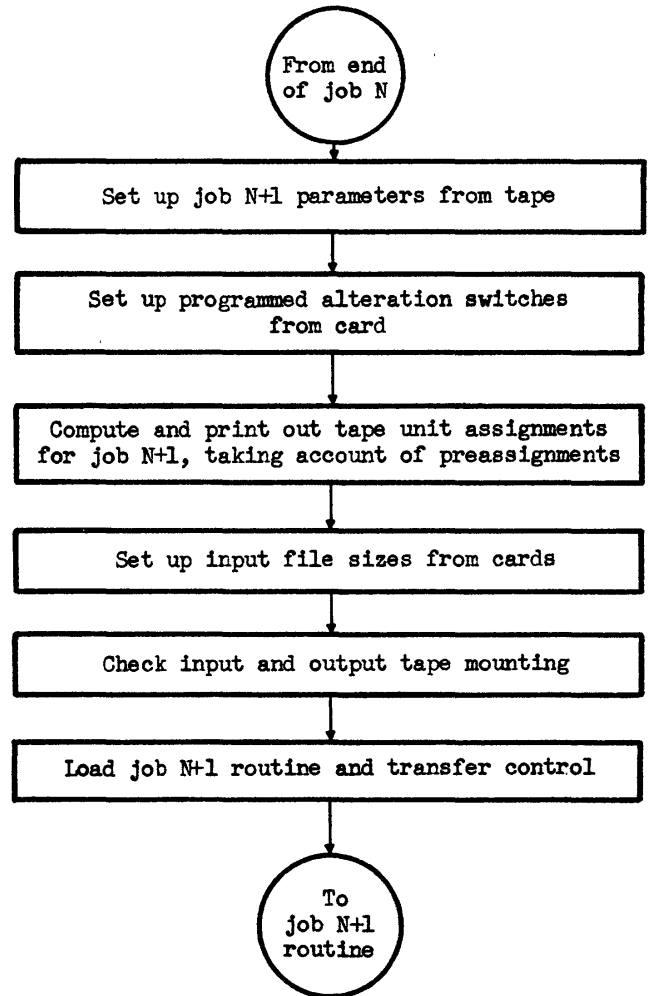 From end
of job N
Set up job N+1 parameters from tape
Set up programmed alteration switches
from card
Compute and print out tape unit assignments
for job N+1, taking account of preassignments
Set up input file sizes from cards
Check input and output tape mounting
Load job N+1 routine and transfer control
To
job N+1
routine